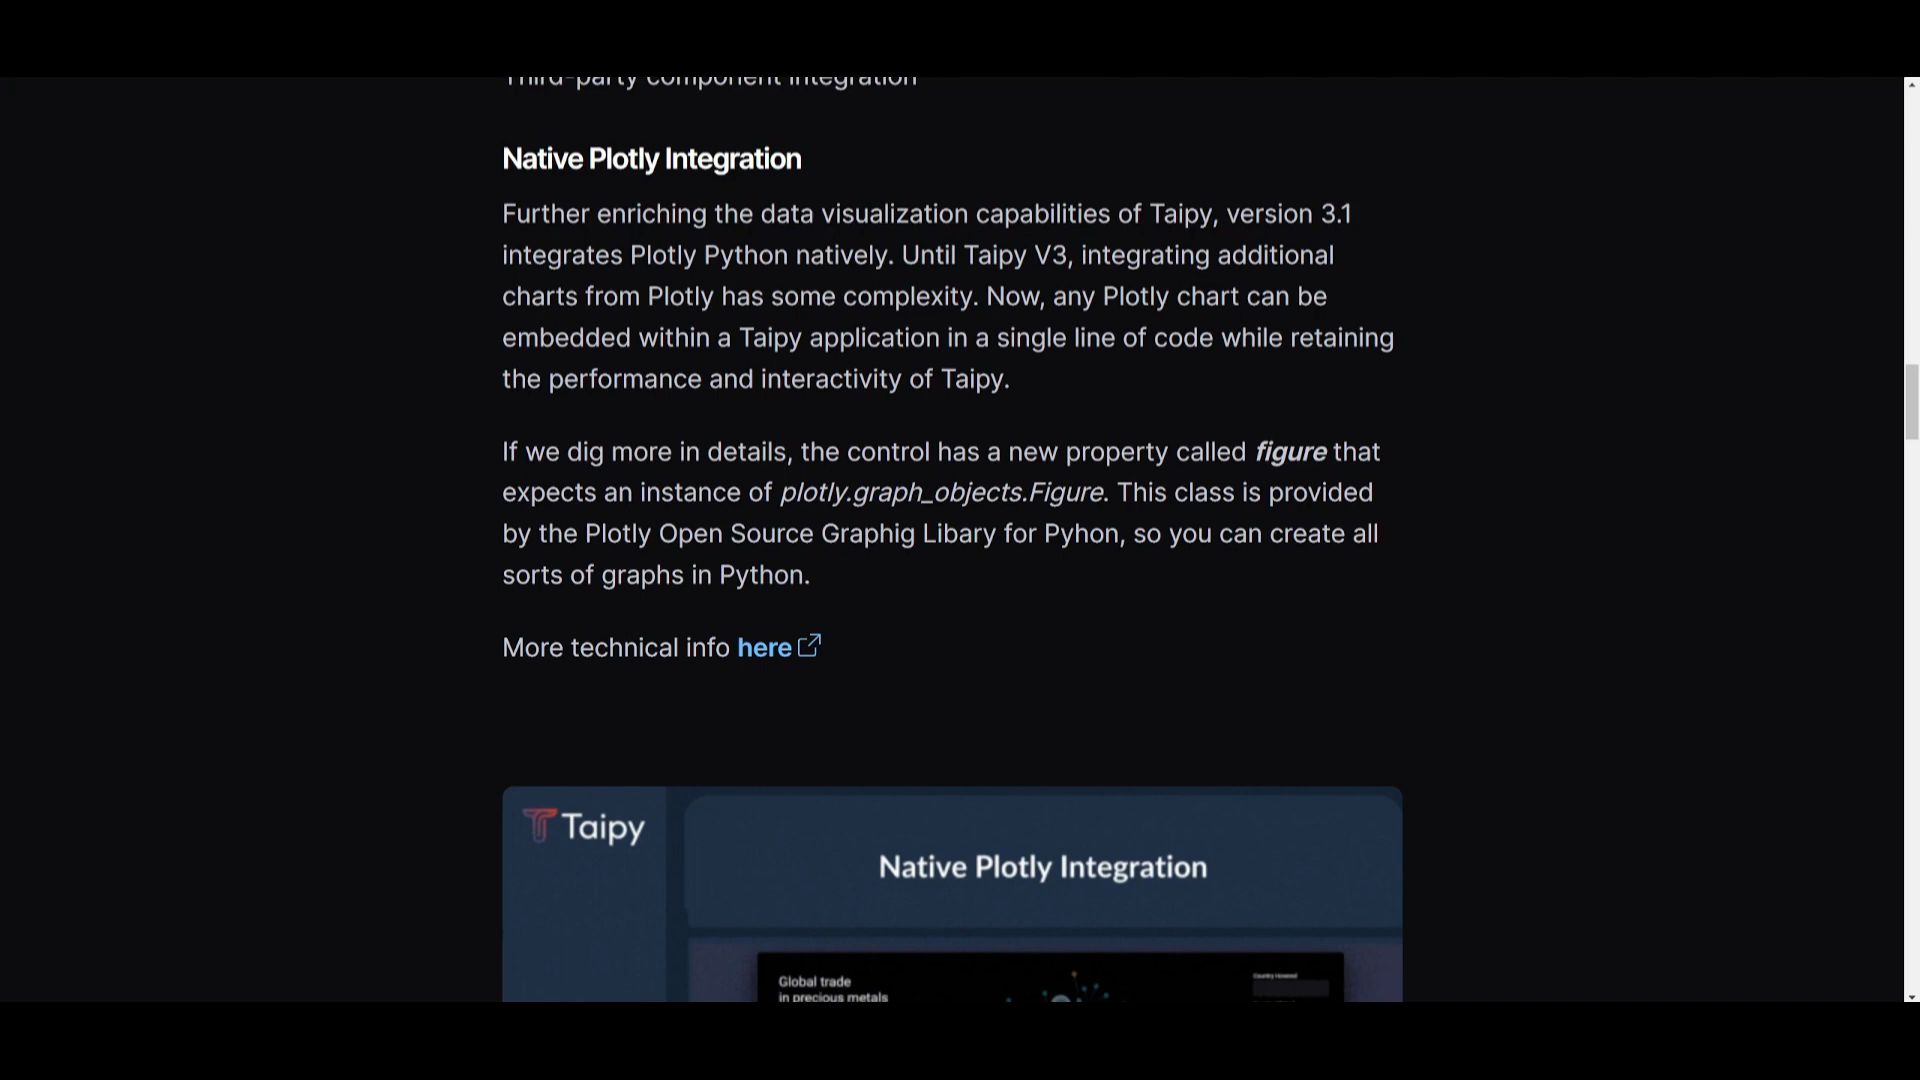 Third-party component integration
Native Plotly Integration
Further enriching the data visualization capabilities of Taipy, version 3.1
integrates Plotly Python natively. Until Taipy V3, integrating additional
charts from Plotly has some complexity. Now, any Plotly chart can be
embedded within a Taipy application in a single line of code while retaining
the performance and interactivity of Taipy.
If we dig more in details, the control has a new property called figure that
expects an instance of plotly.graph_objects.Figure. This class is provided
by the Plotly Open Source Graphig Libary for Pyhon, so you can create all
sorts of graphs in Python.
More technical info here
Taipy
Native Plotly Integration
Global trade
in precious metals